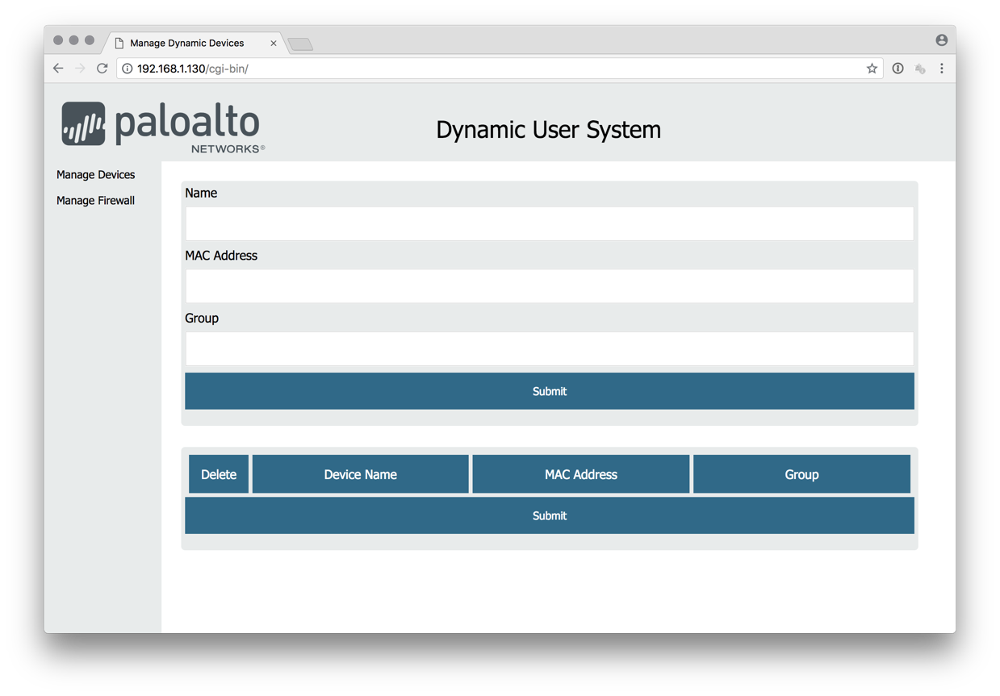 Manage Dynamic Devices
192.168.1.130/cgi-bin/
paloalto
NETWORKS®
Dynamic User System
Manage Devices
Manage Firewall
Name
MAC Address
Group
Submit
Delete Device Name MAC Address Group
Submit